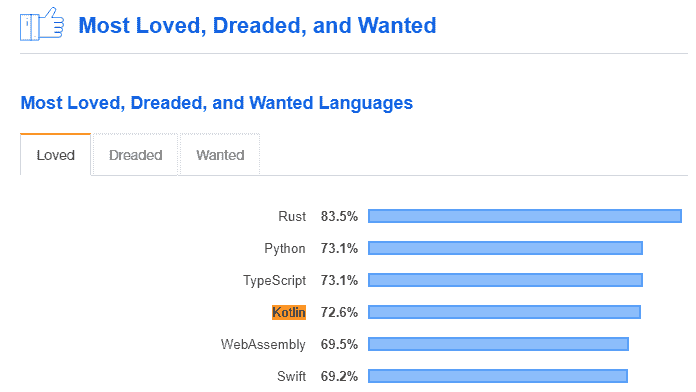 Most Loved, Dreaded, and Wanted
Most Loved, Dreaded, and Wanted Languages
Loved Dreaded Wanted
Rust 83.5%
Python 73.1%
TypeScript 73.1%
Kotlin 72.6%
WebAssembly 69.5%
Swift 69.2%